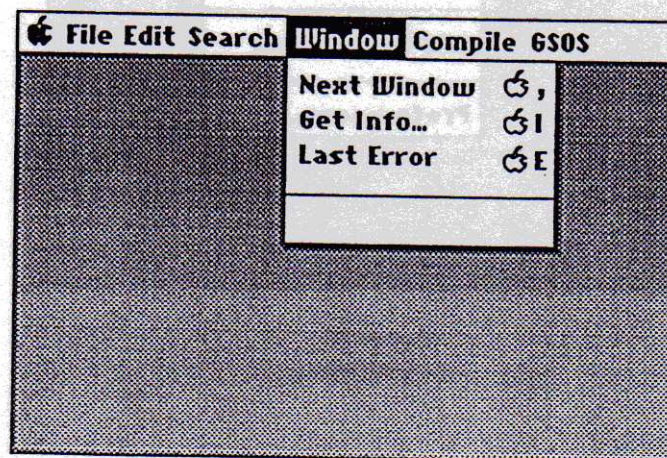 File Edit Search Window Compile GSOS
Next Window ,
Get Info... I
Last Error E